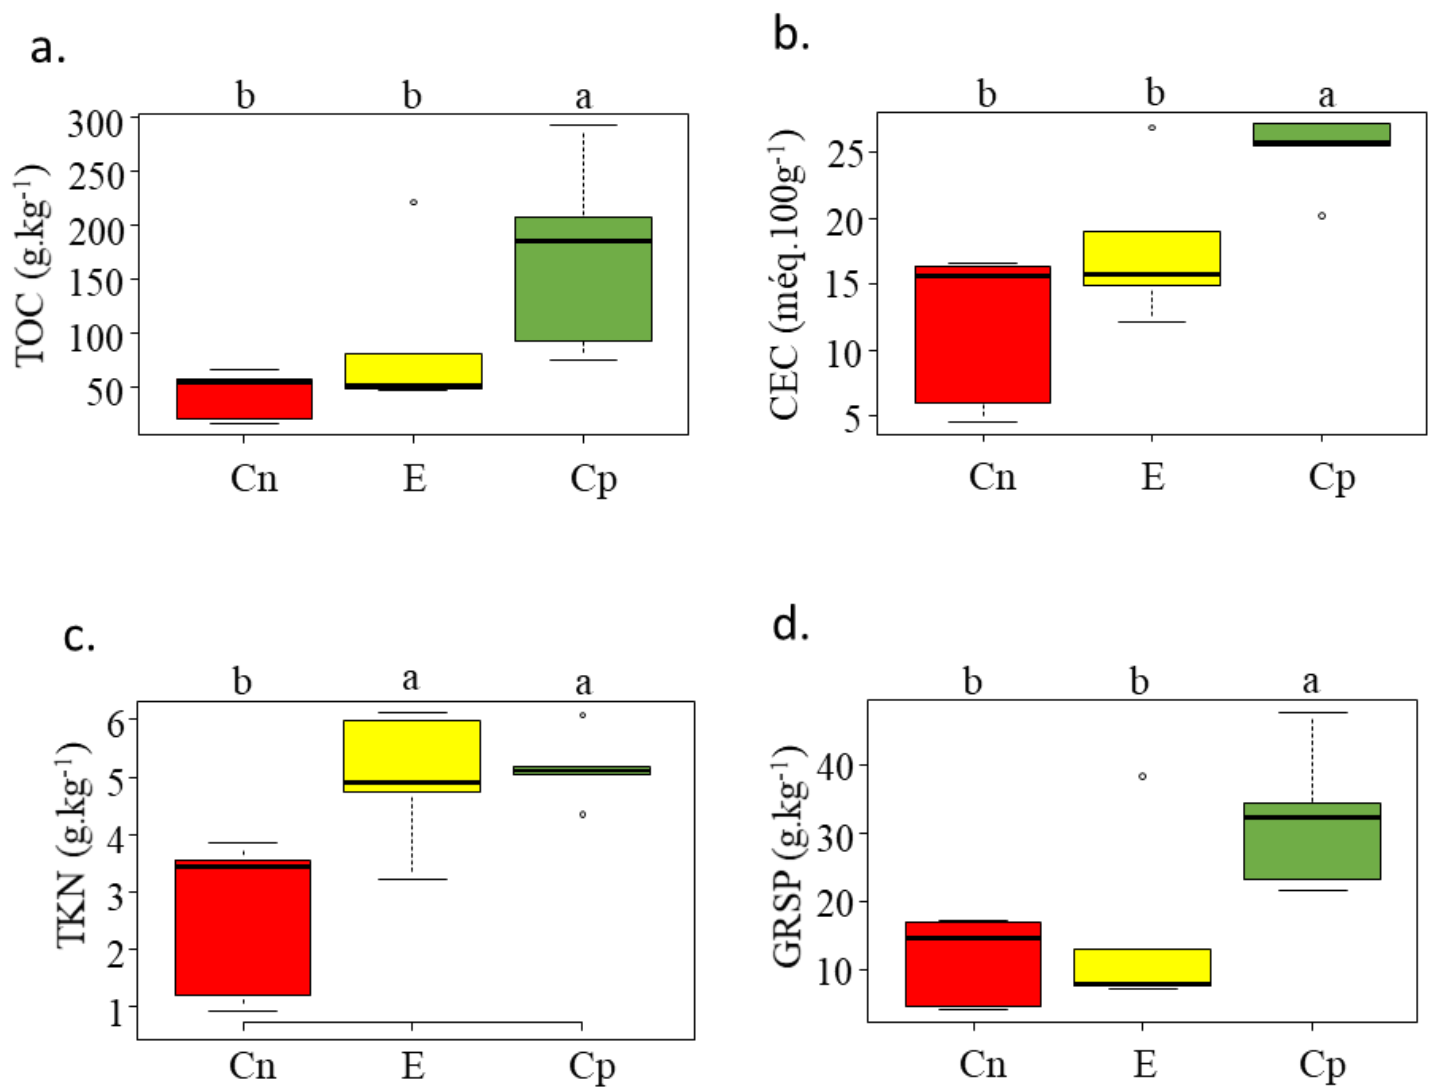 a.
b b a
TOC (g.kg-1)
300
250
200
150
100
50
Cn E Cp
b.
b b a
CEC (méq.100g-1)
25
20
15
10
5
Cn E Cp
c.
b a a
TKN (g.kg-1)
6
5
4
3
2
1
Cn E Cp
d.
b b a
GRSP (g.kg-1)
40
30
20
10
Cn E Cp